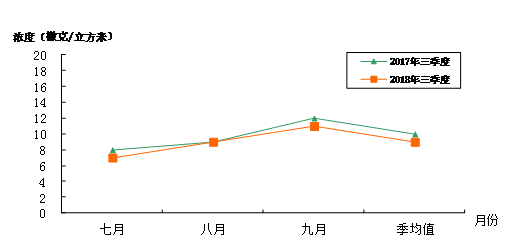 浓度（微克/立方米）
20
18
16
14
12
10
8
6
4
2
0
2017年三季度
2018年三季度
七月
八月
九月
季均值
月份